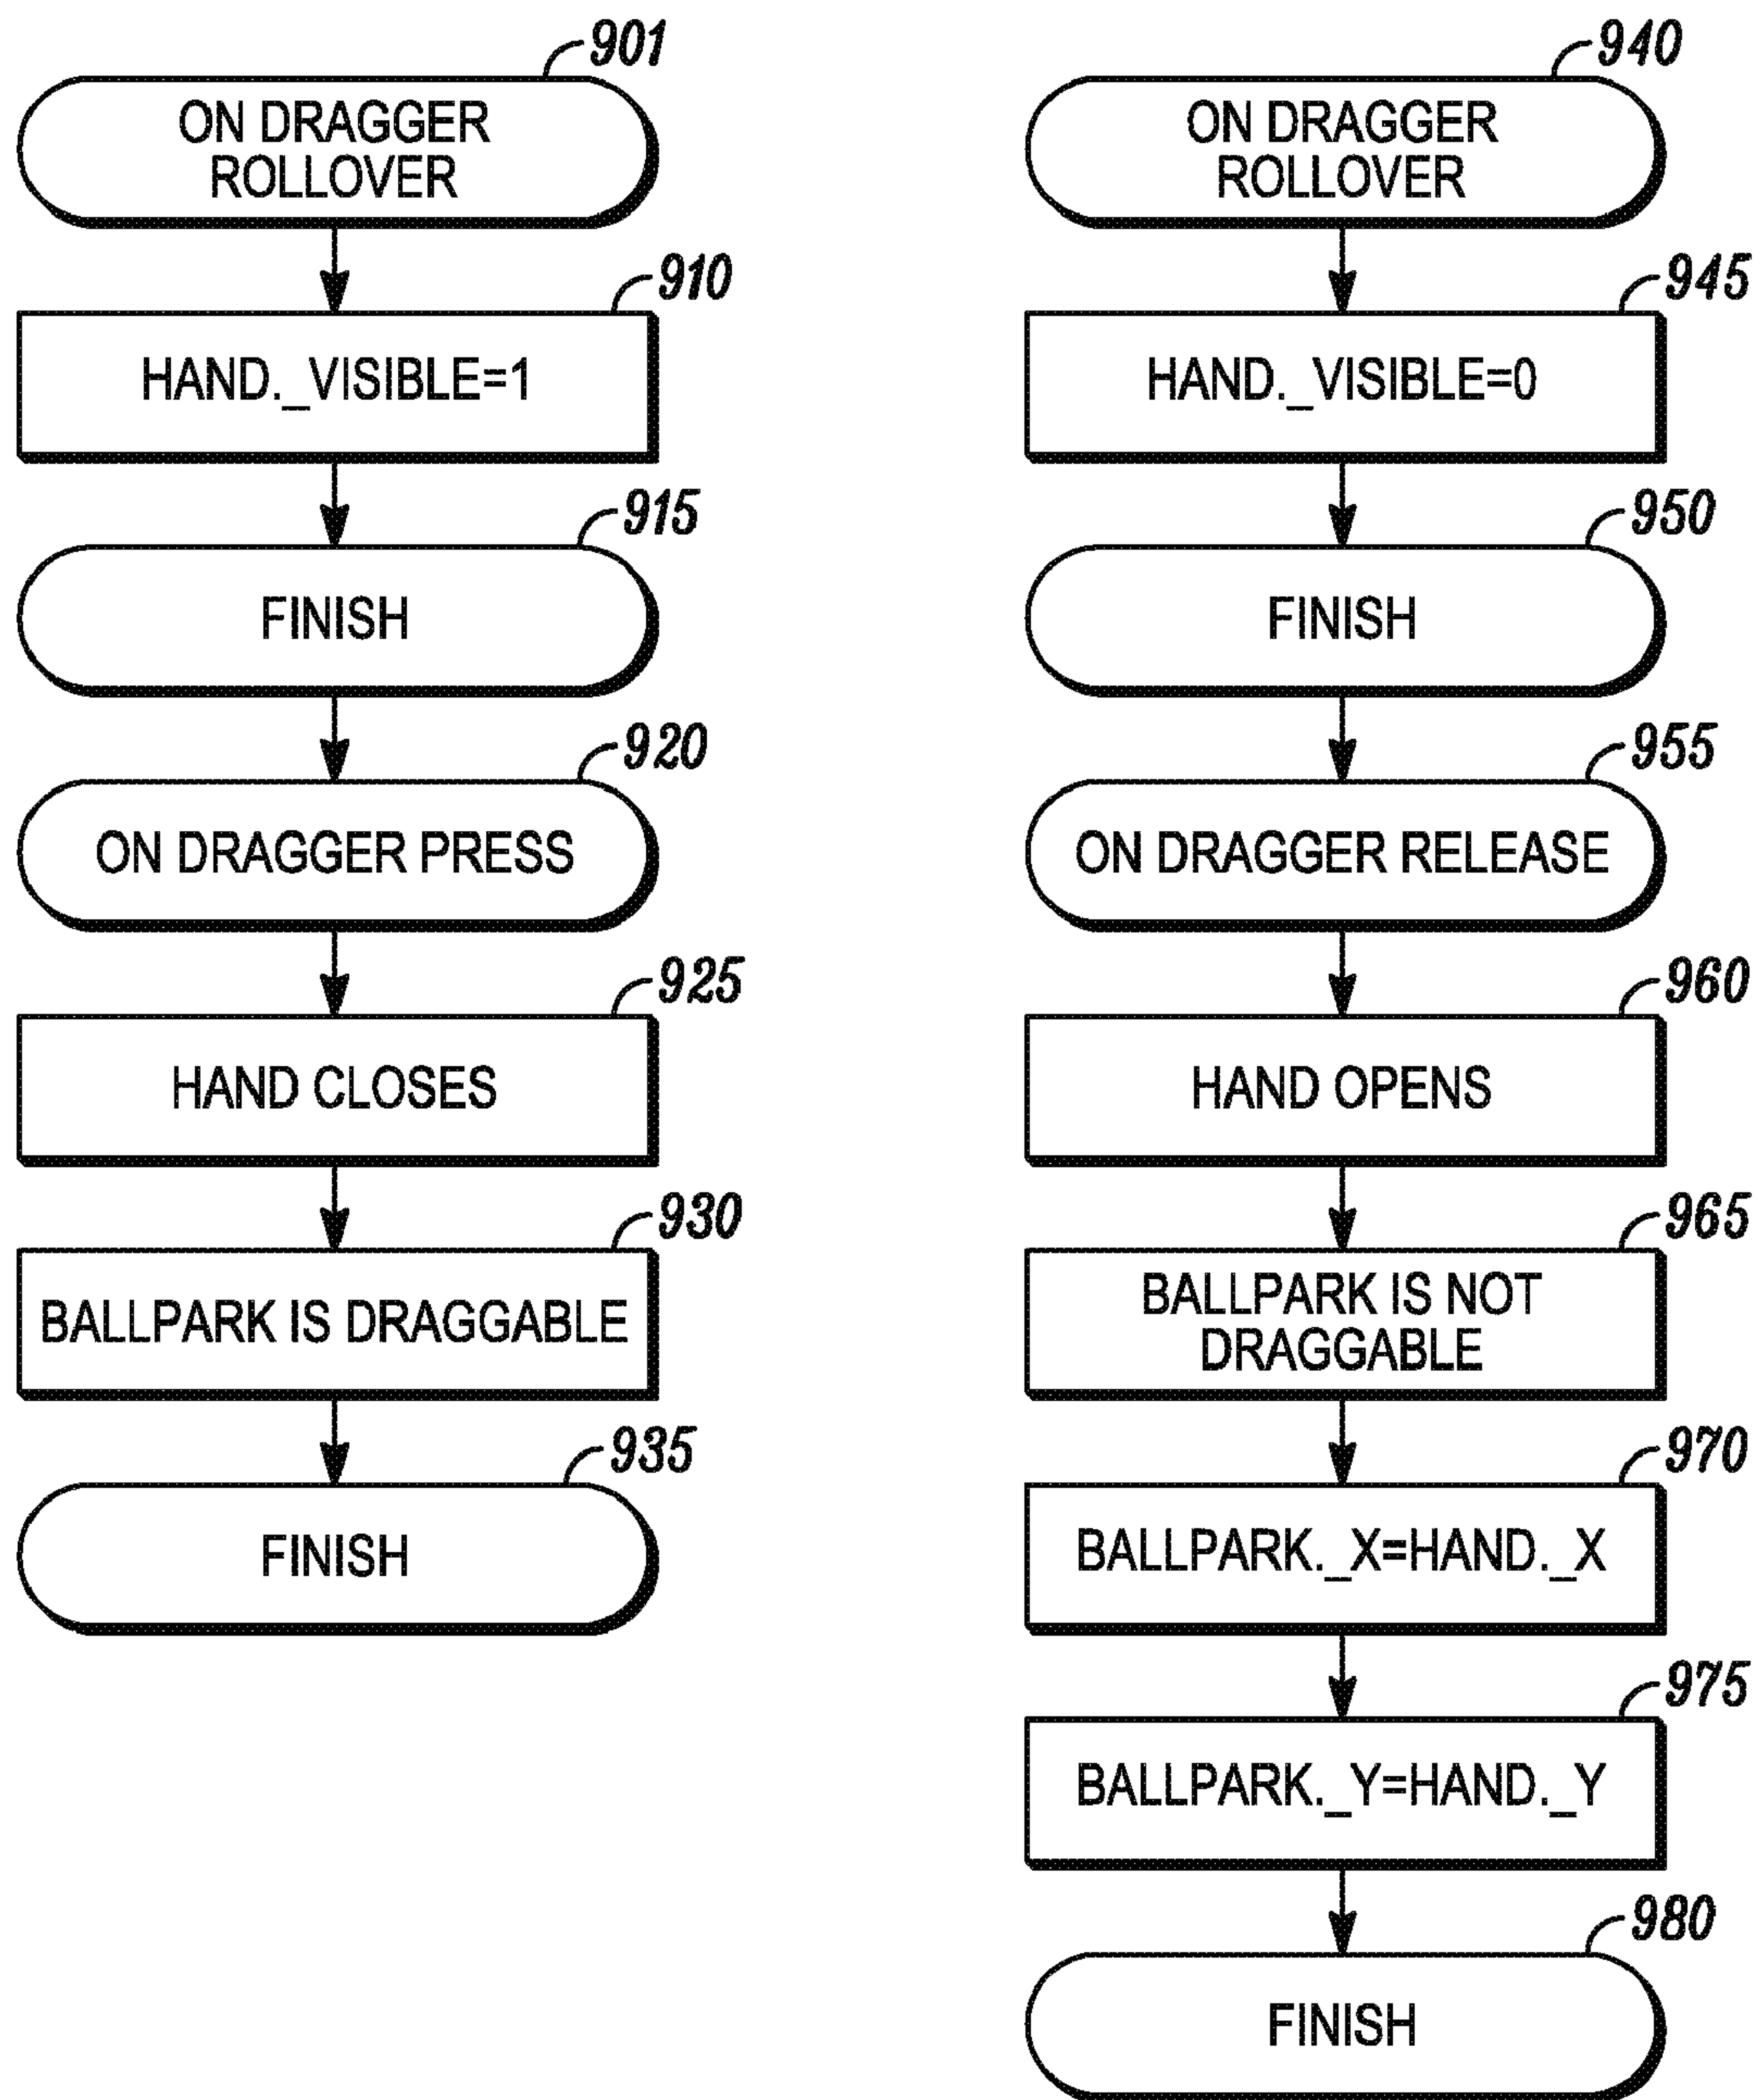 901
ON DRAGGER
ROLLOVER
910
HAND._VISIBLE=1
915
FINISH
920
ON DRAGGER PRESS
925
HAND CLOSES
930
BALLPARK IS DRAGGABLE
935
FINISH
940
ON DRAGGER
ROLLOVER
945
HAND._VISIBLE=0
950
FINISH
955
ON DRAGGER RELEASE
960
HAND OPENS
965
BALLPARK IS NOT
DRAGGABLE
970
BALLPARK._X=HAND._X
975
BALLPARK._Y=HAND._Y
980
FINISH